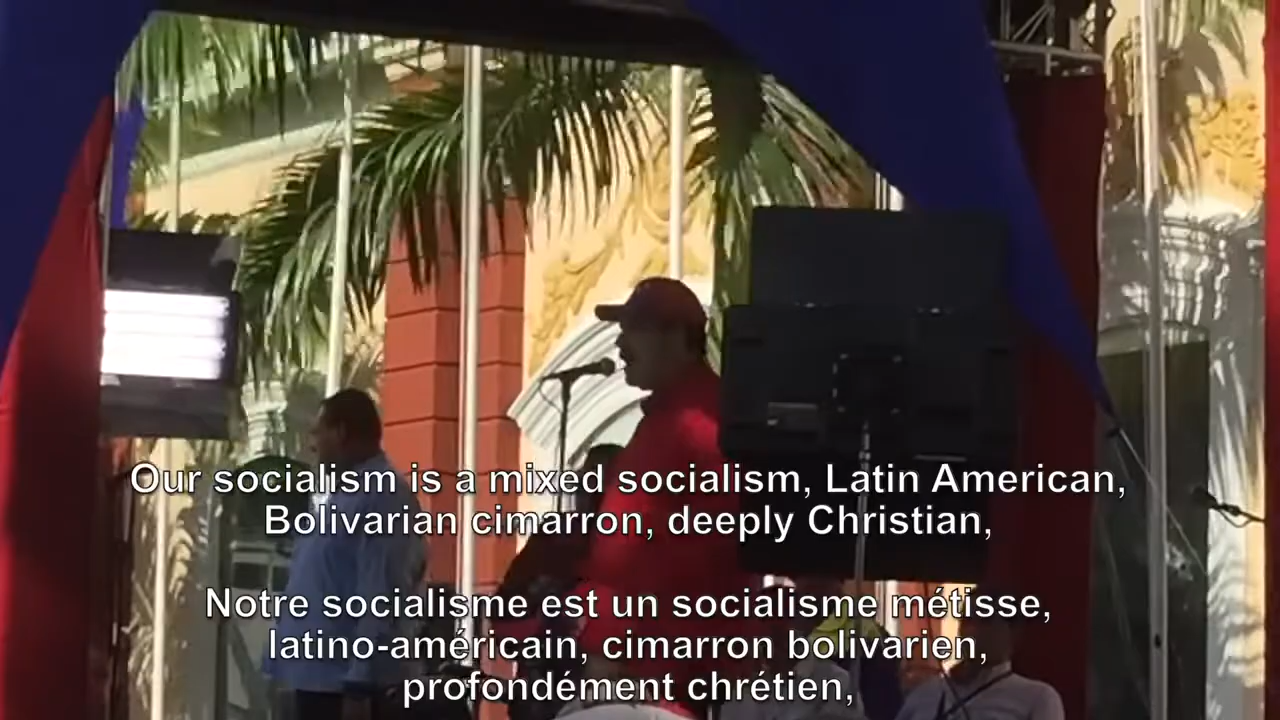 Our socialism is a mixed socialism, Latin American,
Bolivarian cimarron, deeply Christian,
Notre socialisme est un socialisme métisse,
latino-américain, cimarron bolivarien,
profondément chrétien,